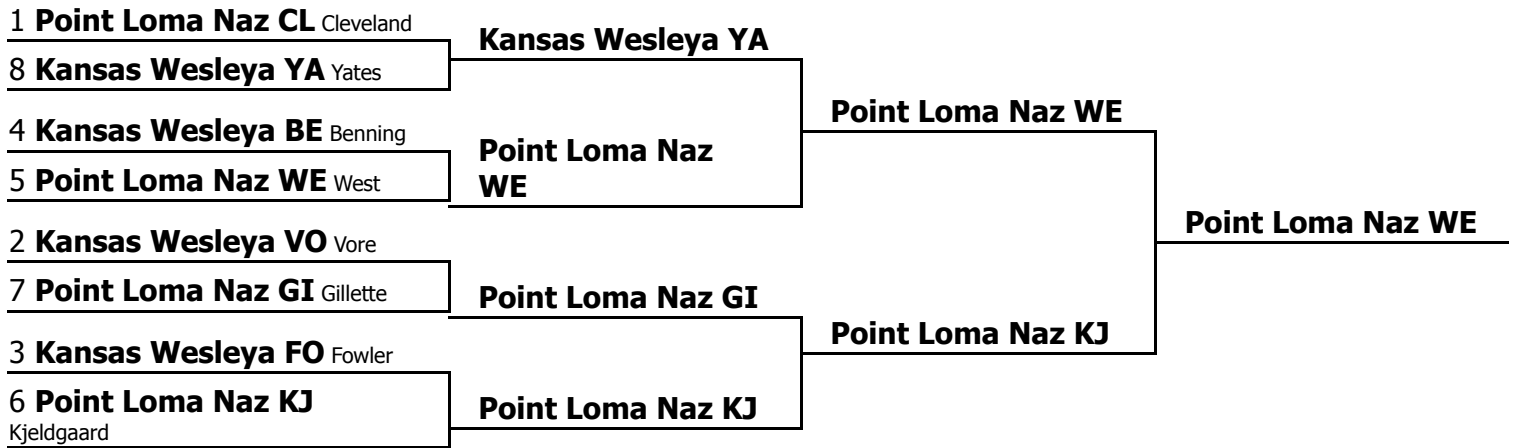 1 Point Loma Naz CL Cleveland
8 Kansas Wesleya YA Yates
4 Kansas Wesleya BE Benning
5 Point Loma Naz WE West
2 Kansas Wesleya VO Vore
7 Point Loma Naz GI Gillette
3 Kansas Wesleya FO Fowler
6 Point Loma Naz KJ
Kjeldgaard
Kansas Wesleya YA
Point Loma Naz
WE
Point Loma Naz GI
Point Loma Naz KJ
Point Loma Naz WE
Point Loma Naz KJ
Point Loma Naz WE